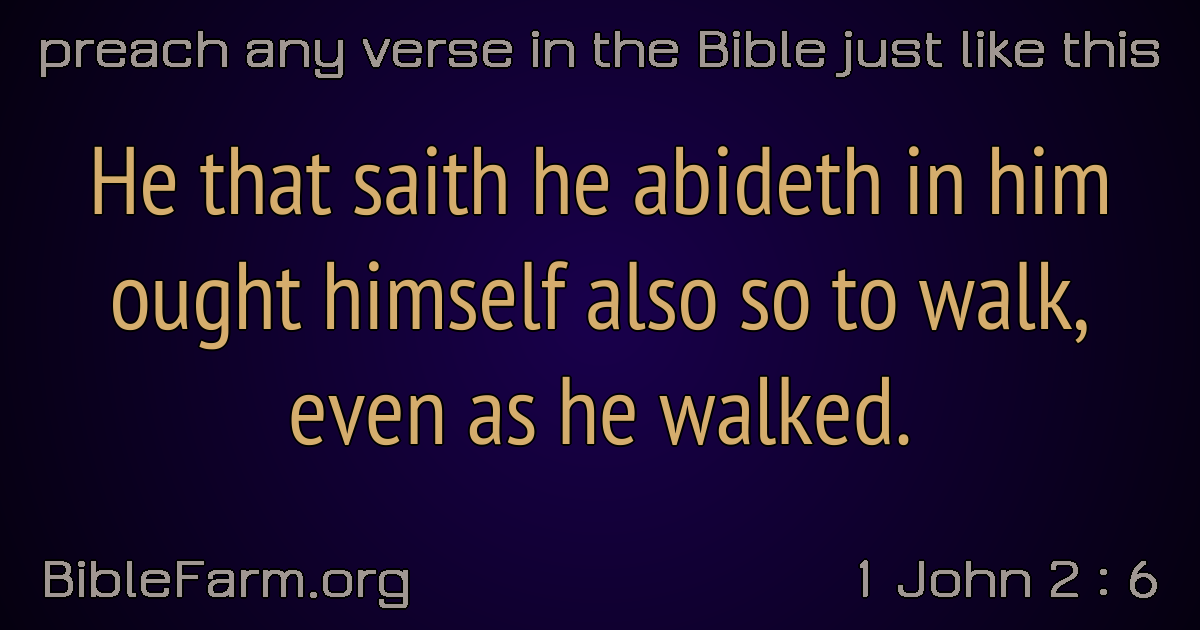 preach any verse in the Bible just like this
He that saith he abideth in him
ought himself also so to walk,
even as he walked.
BibleFarm.org
1 John 2 : 6